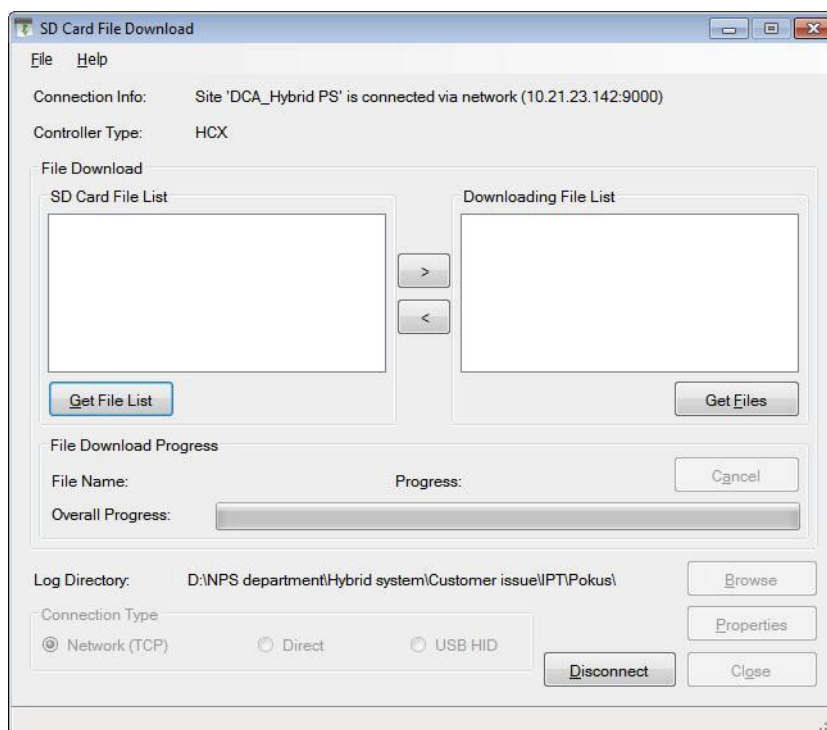 SD Card File Download
File Help
Connection Info: Site 'DCA_Hybrid PS' is connected via network (10.21.23.142:9000)
Controller Type: HCX
File Download
SD Card File List Downloading File List
>
<
Get File List Get Files
File Download Progress
File Name: Progress: Cancel
Overall Progress:
Log Directory: D:\NPS department\Hybrid system\Customer issue\IPT\Pokus\ Browse
Connection Type
Properties
Network (TCP) Direct USB HID
Disconnect Close